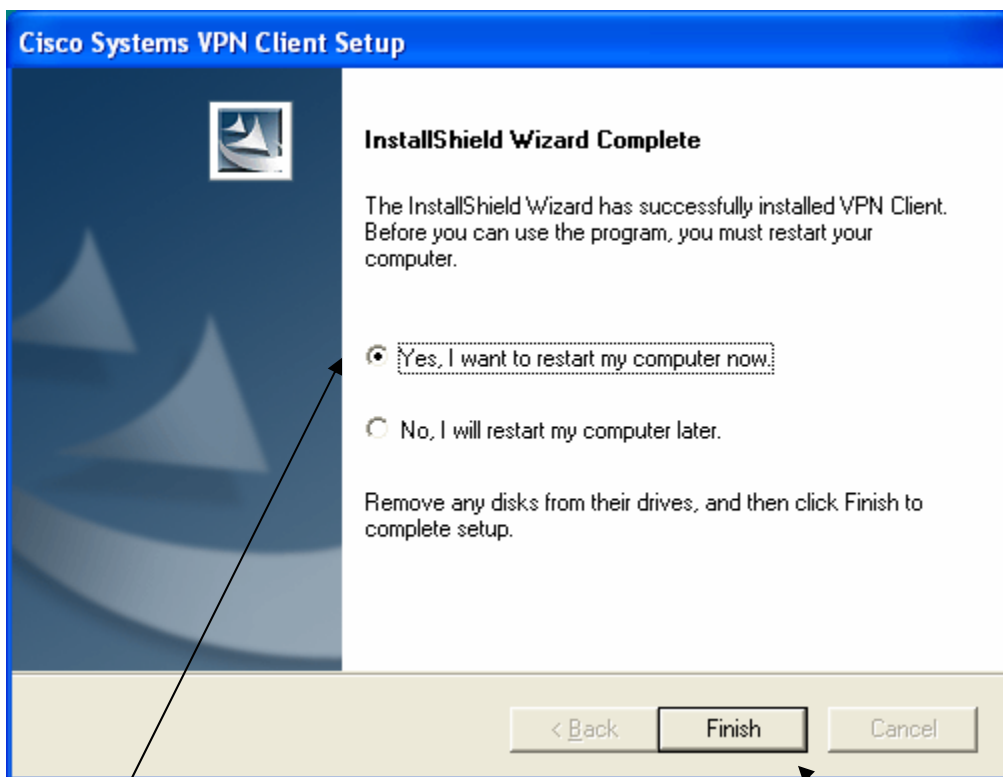 Cisco Systems VPN Client Setup
InstallShield Wizard Complete
The InstallShield Wizard has successfully installed VPN Client.
Before you can use the program, you must restart your
computer.
Yes, I want to restart my computer now.
No, I will restart my computer later.
Remove any disks from their drives, and then click Finish to
complete setup.
< Back
Finish
Cancel